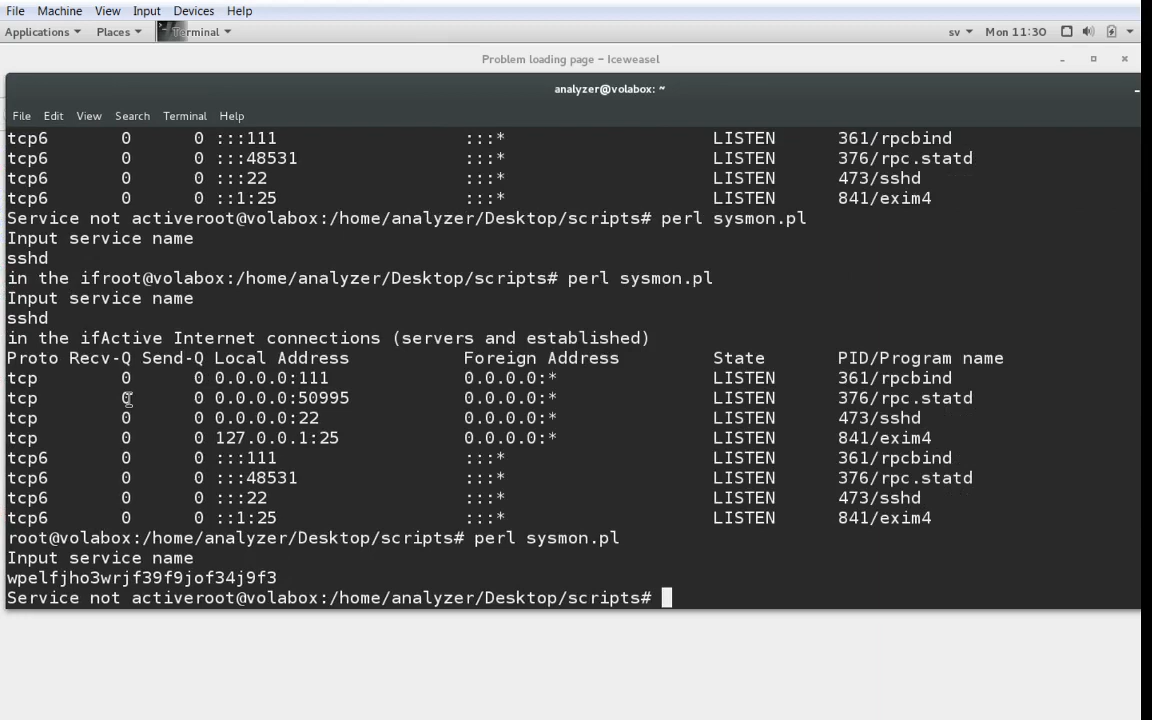 File Machine View Input Devices Help
Applications Places Terminal sv Mon 11:30
Problem loading page – Iceweasel
analyzer@volabox: ~
File Edit View Search Terminal Help
tcp6 0 0 :::111 :::* LISTEN 361/rpcbind
tcp6 0 0 :::48531 :::* LISTEN 376/rpc.statd
tcp6 0 0 :::22 :::* LISTEN 473/sshd
tcp6 0 0 ::1:25 :::* LISTEN 841/exim4
Service not activeroot@volabox:/home/analyzer/Desktop/scripts# perl sysmon.pl
Input service name
sshd
in the ifroot@volabox:/home/analyzer/Desktop/scripts# perl sysmon.pl
Input service name
sshd
in the ifActive Internet connections (servers and established)
Proto Recv-Q Send-Q Local Address Foreign Address State PID/Program name
tcp 0 0 0.0.0.0:111 0.0.0.0:* LISTEN 361/rpcbind
tcp 0 0 0.0.0.0:50995 0.0.0.0:* LISTEN 376/rpc.statd
tcp 0 0 0.0.0.0:22 0.0.0.0:* LISTEN 473/sshd
tcp 0 0 127.0.0.1:25 0.0.0.0:* LISTEN 841/exim4
tcp6 0 0 :::111 :::* LISTEN 361/rpcbind
tcp6 0 0 :::48531 :::* LISTEN 376/rpc.statd
tcp6 0 0 :::22 :::* LISTEN 473/sshd
tcp6 0 0 ::1:25 :::* LISTEN 841/exim4
root@volabox:/home/analyzer/Desktop/scripts# perl sysmon.pl
Input service name
wpelfjho3wrjf39f9jof34j9f3
Service not activeroot@volabox:/home/analyzer/Desktop/scripts#